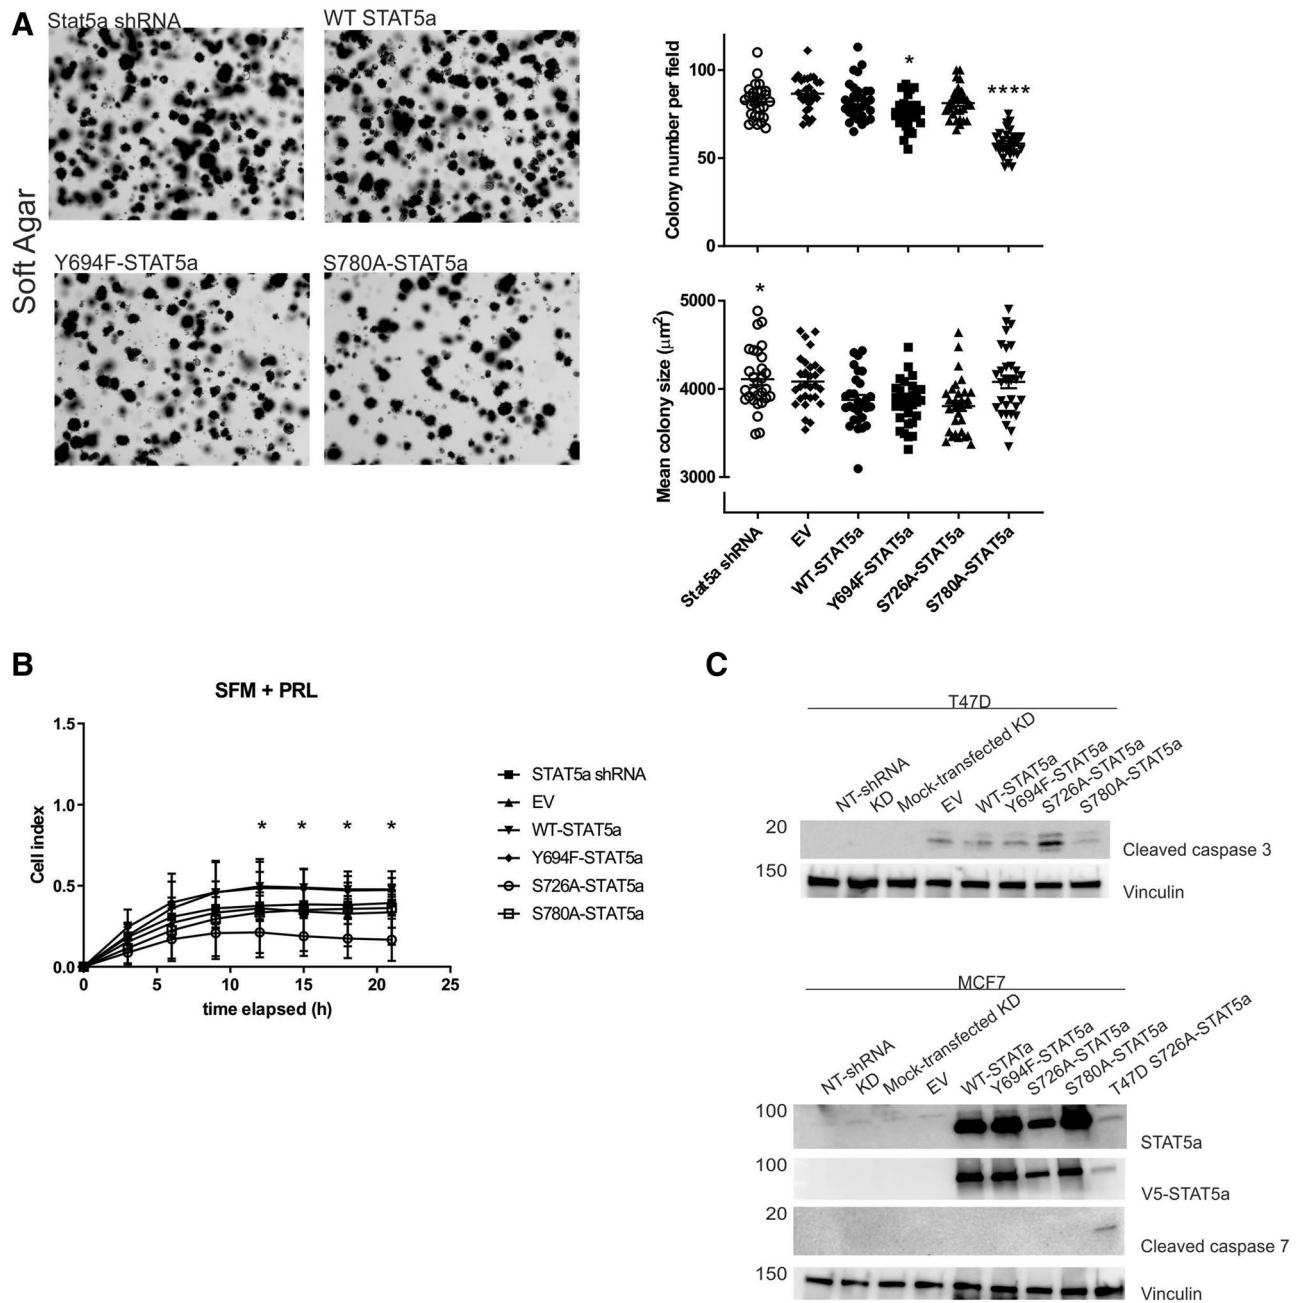 A
Soft Agar
Stat5a shRNA
WT STAT5a
Y694F-STAT5a
S780A-STAT5a
Colony number per field
100
50
0
*
****
Mean colony size (μm2)
5000
4000
3000
*
Stat5a shRNA
EV
WT-STAT5a
Y694F-STAT5a
S726A-STAT5a
S780A-STAT5a
B
SFM + PRL
Cell index
1.5
1.0
0.5
0.0
* * * *
0 5 10 15 20 25
time elapsed (h)
STAT5a shRNA
EV
WT-STAT5a
Y694F-STAT5a
S726A-STAT5a
S780A-STAT5a
C
T47D
NT-shRNA
KD
Mock-transfected KD
EV
WT-STAT5a
Y694F-STAT5a
S726A-STAT5a
S780A-STAT5a
20
Cleaved caspase 3
150
Vinculin
MCF7
NT-shRNA
KD
Mock-transfected KD
EV
WT-STATa
Y694F-STAT5a
S726A-STAT5a
S780A-STAT5a
T47D S726A-STAT5a
100
STAT5a
100
V5-STAT5a
20
Cleaved caspase 7
150
Vinculin